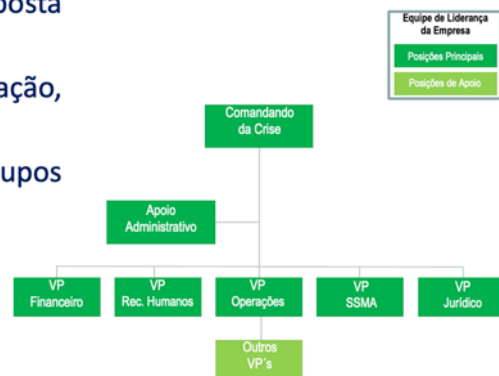 posta
ação,
upos
Equipe de Liderança
da Empresa
Posições Principais
Posições de Apoio
Comandando
da Crise
Apoio
Administrativo
VP
Financeiro
VP
Rec. Humanos
VP
Operações
VP
SSMA
VP
Jurídico
Outros
VP´s